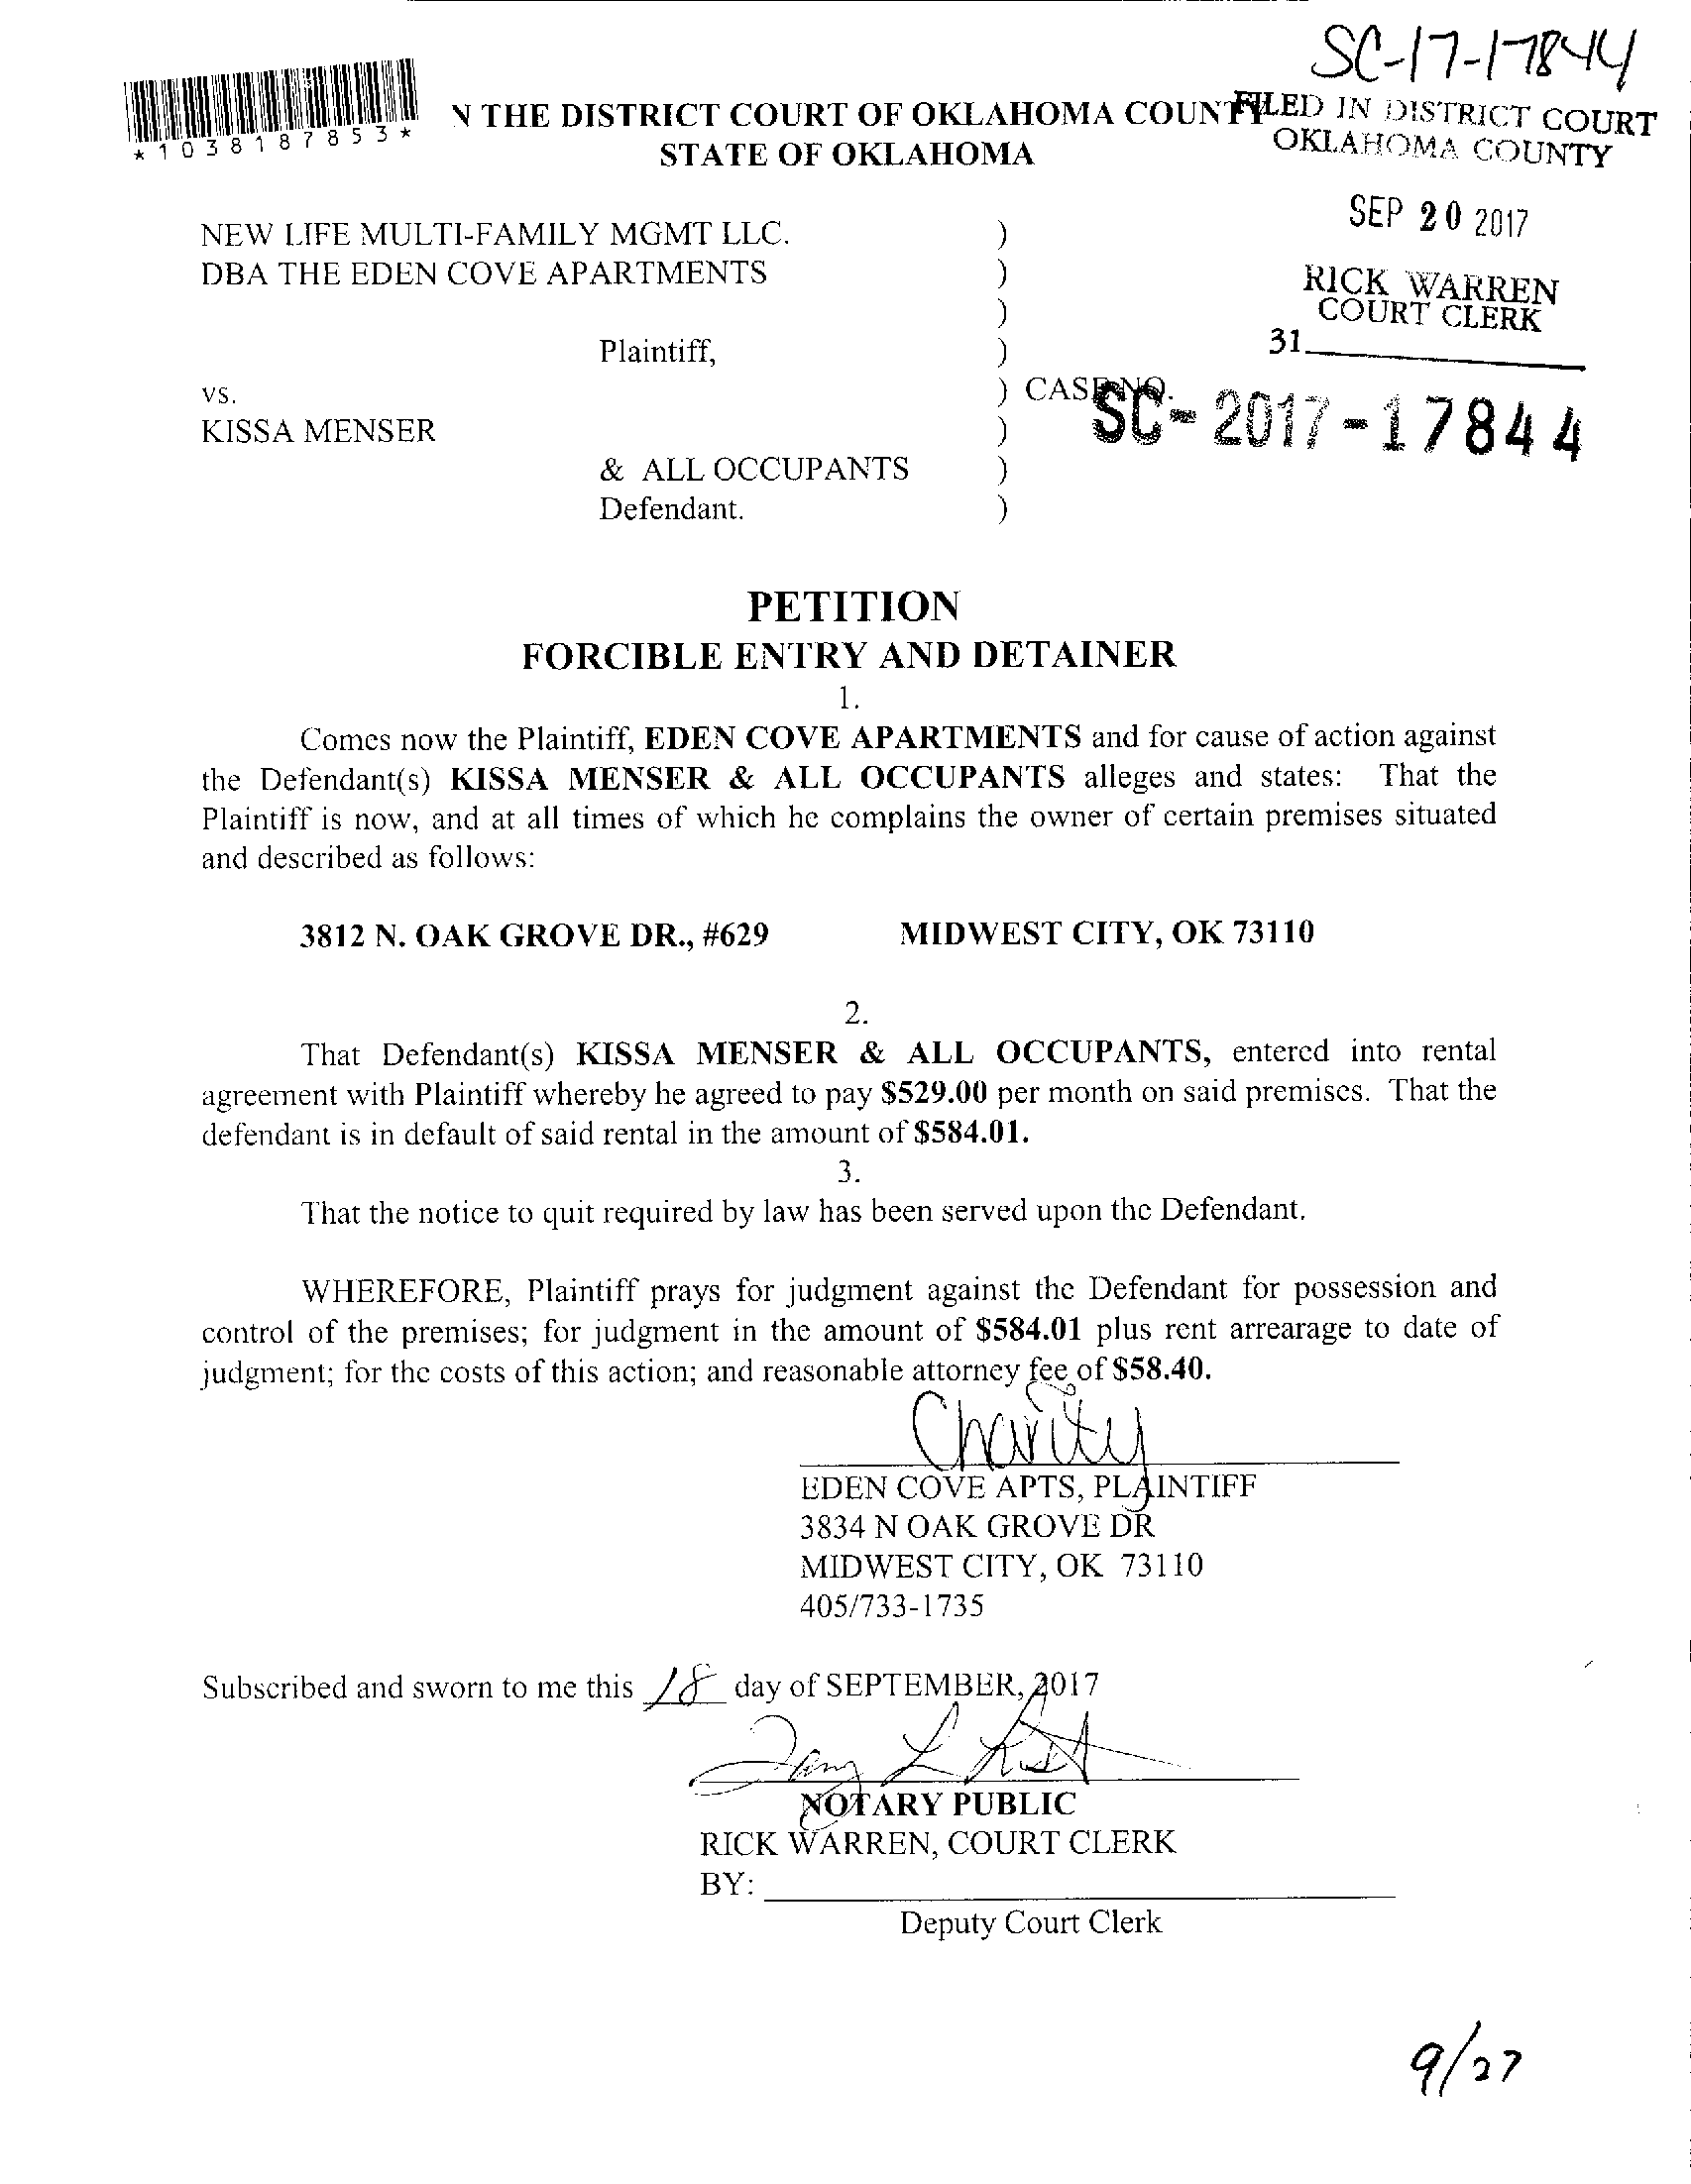 SC-17-17844
*1038187853*
N THE DISTRICT COURT OF OKLAHOMA COUNTY
STATE OF OKLAHOMA
FILED IN DISTRICT COURT
OKLAHOMA COUNTY
SEP 20 2017
RICK WARREN
COURT CLERK
31
NEW LIFE MULTI-FAMILY MGMT LLC. )
DBA THE EDEN COVE APARTMENTS )
)
Plaintiff, )
vs. ) CASE NO.
SC-2017-17844
KISSA MENSER )
& ALL OCCUPANTS )
Defendant. )
PETITION
FORCIBLE ENTRY AND DETAINER
1.
Comes now the Plaintiff, EDEN COVE APARTMENTS and for cause of action against
the Defendant(s) KISSA MENSER & ALL OCCUPANTS alleges and states: That the
Plaintiff is now, and at all times of which he complains the owner of certain premises situated
and described as follows:
3812 N. OAK GROVE DR., #629 MIDWEST CITY, OK 73110
2.
That Defendant(s) KISSA MENSER & ALL OCCUPANTS, entered into rental
agreement with Plaintiff whereby he agreed to pay $529.00 per month on said premises. That the
defendant is in default of said rental in the amount of $584.01.
3.
That the notice to quit required by law has been served upon the Defendant.
WHEREFORE, Plaintiff prays for judgment against the Defendant for possession and
control of the premises; for judgment in the amount of $584.01 plus rent arrearage to date of
judgment; for the costs of this action; and reasonable attorney fee of $58.40.
Charity
EDEN COVE APTS, PLAINTIFF
3834 N OAK GROVE DR
MIDWEST CITY, OK 73110
405/733-1735
Subscribed and sworn to me this 18 day of SEPTEMBER, 2017
NOTARY PUBLIC
RICK WARREN, COURT CLERK
BY:
Deputy Court Clerk
9/27